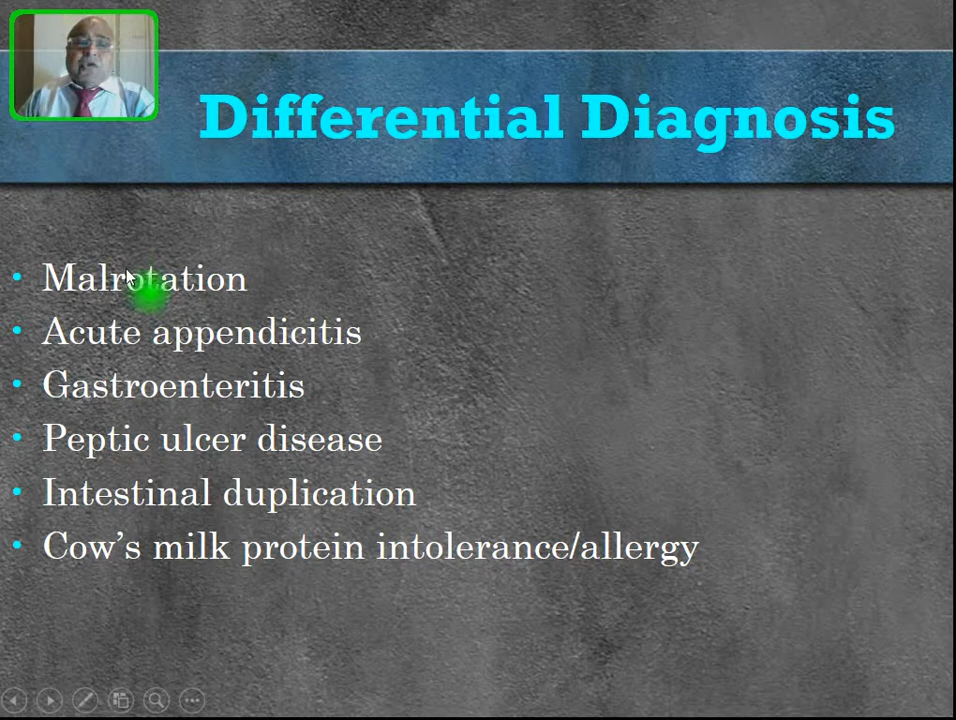 Differential Diagnosis
• Malrotation
• Acute appendicitis
• Gastroenteritis
• Peptic ulcer disease
• Intestinal duplication
• Cow’s milk protein intolerance/allergy